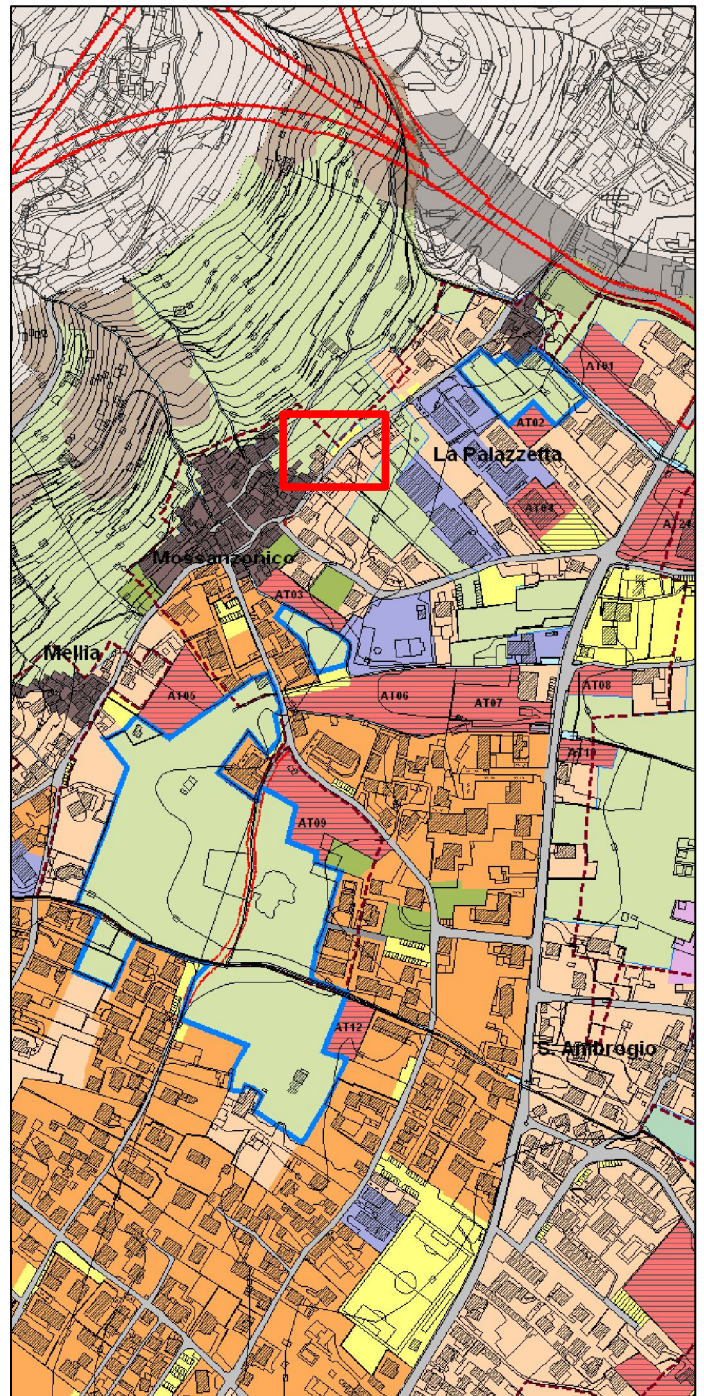 AT01
AT02
La Palazzetta
AT04
AT24
Mossanzonico
AT03
Mellia
AT05
AT06
AT07
AT08
AT10
AT09
AT12
S. Ambrogio